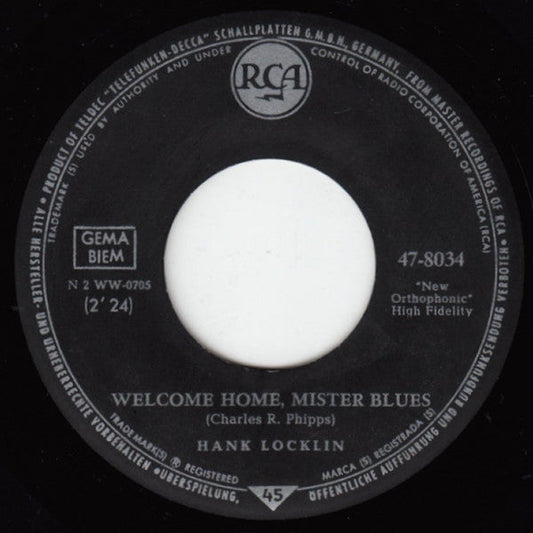 • PRODUCT OF TELDEC "TELEFUNKEN-DECCA" SCHALLPLATTEN G.M.B.H., GERMANY, FROM MASTER RECORDINGS OF RCA •
TRADEMARK (S) USED BY AUTHORITY AND UNDER CONTROL OF RADIO CORPORATION OF AMERICA (RCA)
RCA
GEMA
BIEM
N 2 WW-0705
(2' 24)
47-8034
"New
Orthophonic"
High Fidelity
WELCOME HOME, MISTER BLUES
(Charles R. Phipps)
HANK LOCKLIN
TRADEMARK(S) ® REGISTERED
MARCA (S) REGISTRADA (S)
45
ALLE HERSTELLER- UND URHEBERRECHTE VORBEHALTEN • ÜBERSPIELUNG, ÖFFENTLICHE AUFFÜHRUNG UND RUNDFUNKSENDUNG VERBOTEN